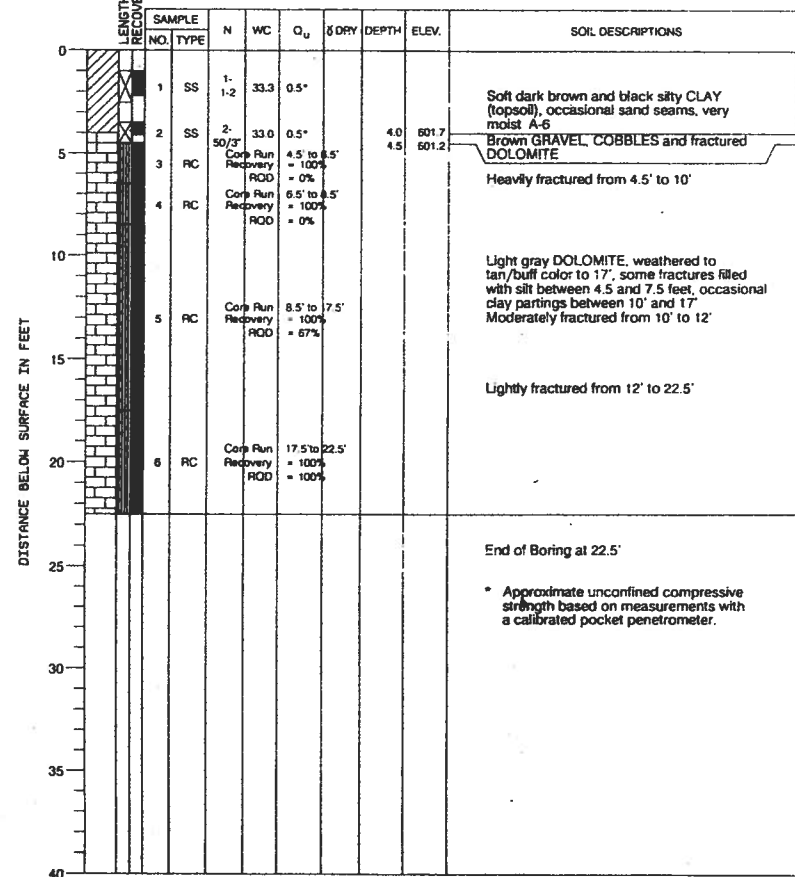 LENGTH
RECOVE
SAMPLE
NO. TYPE N WC Qu ɣ DRY DEPTH ELEV. SOIL DESCRIPTIONS
DISTANCE BELOW SURFACE IN FEET
0
1 SS 1-
1-2 33.3 0.5*
Soft dark brown and black silty CLAY
(topsoil), occasional sand seams, very
moist A-6
2 SS 2-
50/3" 33.0 0.5* 4.0 601.7
4.5 601.2
Brown GRAVEL, COBBLES and fractured
DOLOMITE
5
3 RC Core Run 4.5' to 6.5'
Recovery = 100%
RQD = 0%
Heavily fractured from 4.5' to 10'
4 RC Core Run 6.5' to 8.5'
Recovery = 100%
RQD = 0%
10
Light gray DOLOMITE, weathered to
tan/buff color to 17', some fractures filled
with silt between 4.5 and 7.5 feet, occasional
clay partings between 10' and 17'
Moderately fractured from 10' to 12'
5 RC Core Run 8.5' to 17.5'
Recovery = 100%
RQD = 67%
15
Lightly fractured from 12' to 22.5'
6 RC Core Run 17.5'to 22.5'
Recovery = 100%
RQD = 100%
20
End of Boring at 22.5'
25
* Approximate unconfined compressive
strength based on measurements with
a calibrated pocket penetrometer.
30
35
40